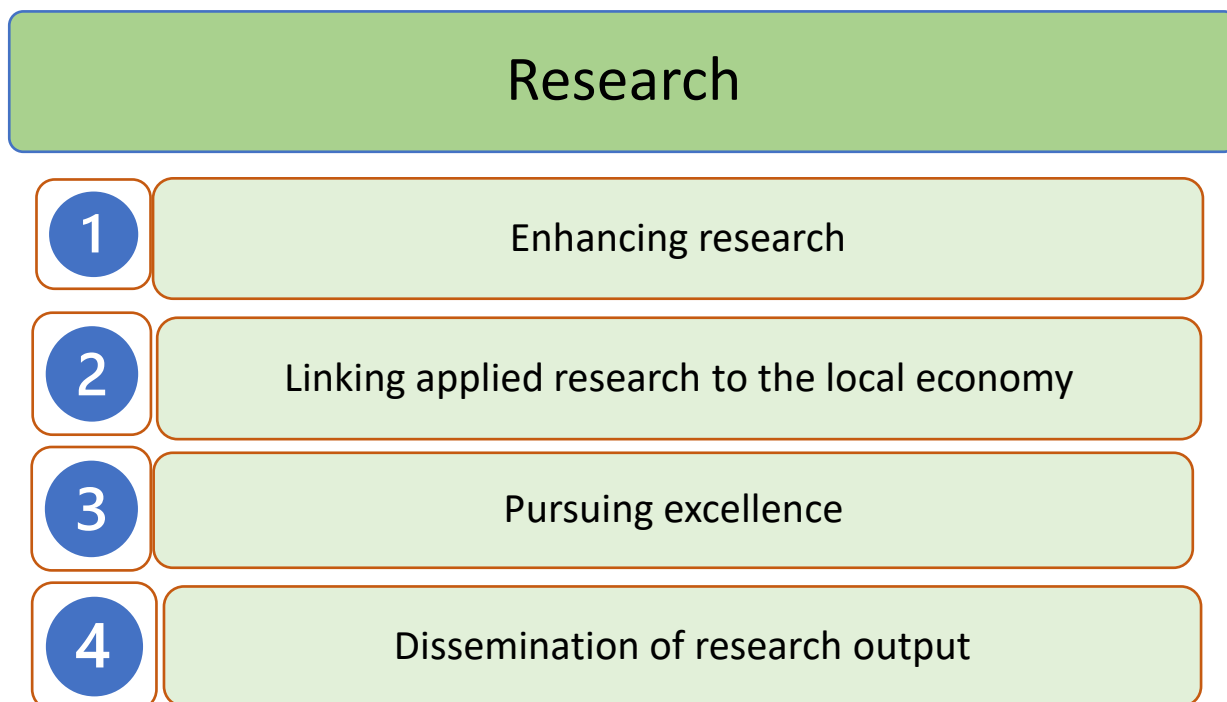 Research
1
Enhancing research
2
Linking applied research to the local economy
3
Pursuing excellence
4
Dissemination of research output